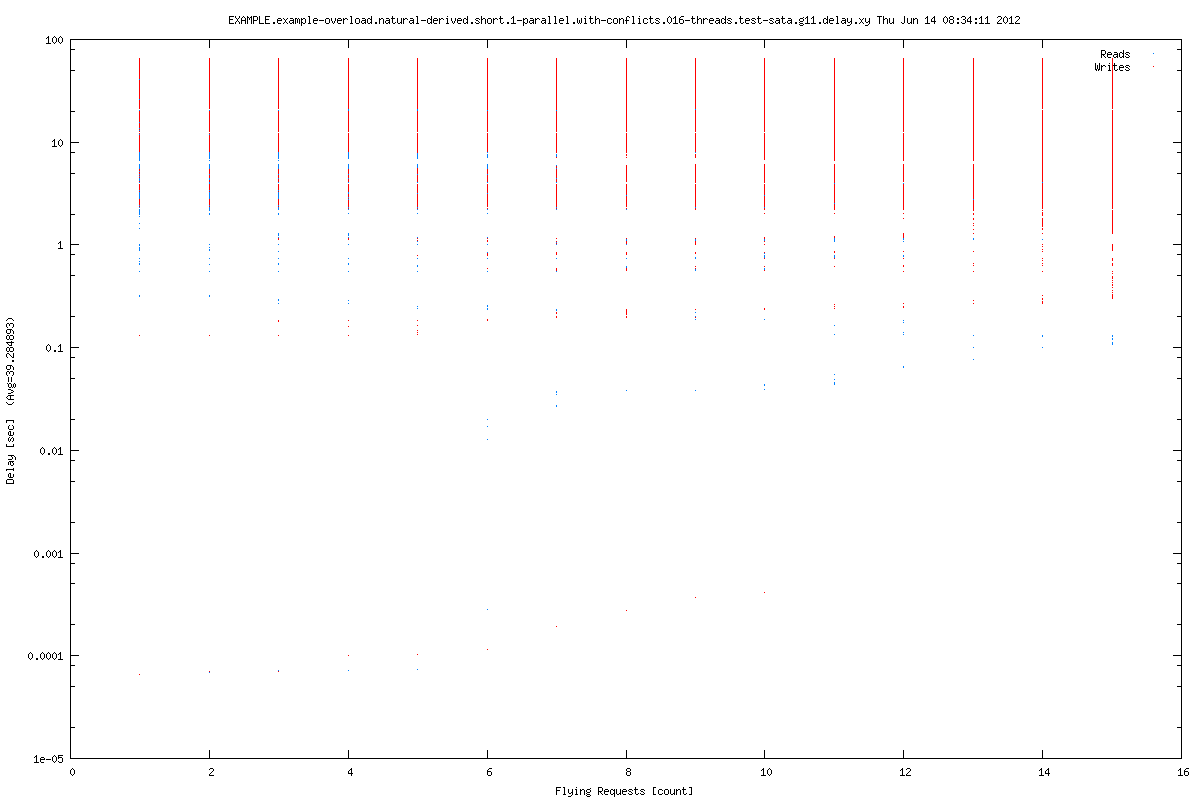 EXAMPLE.example-overload.natural-derived.short.1-parallel.with-conflicts.016-threads.test-sata.g11.delay.xy Thu Jun 14 08:34:11 2012
Reads
Writes
100
10
1
0.1
0.01
0.001
0.0001
1e-05
Delay [sec]  (Avg=39.284893)
0 2 4 6 8 10 12 14 16
Flying Requests [count]